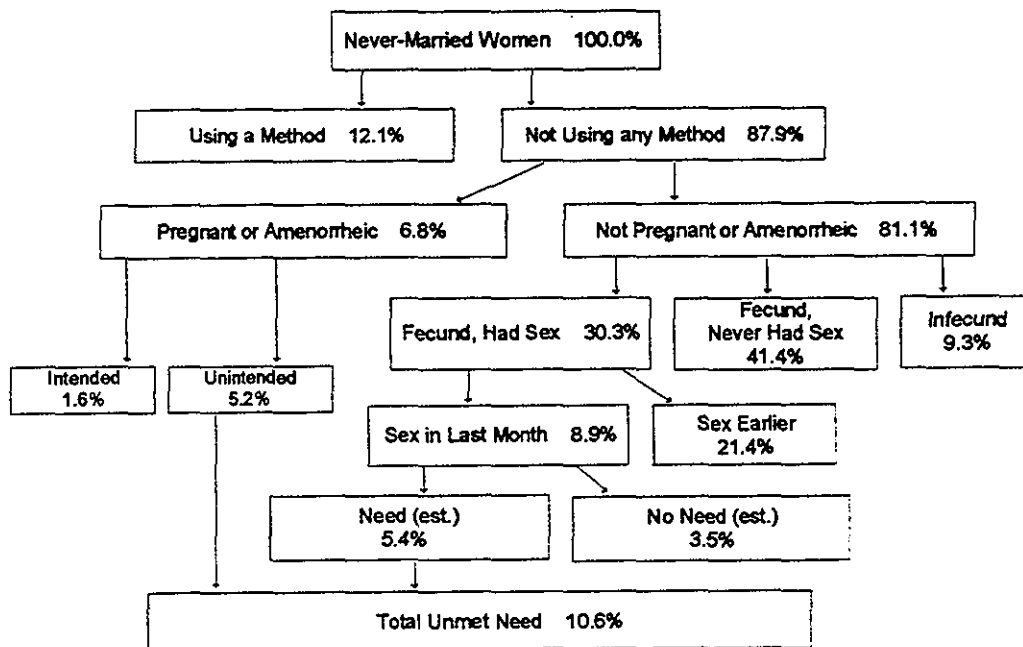 Never-Married Women 100.0%
Using a Method 12.1%
Not Using any Method 87.9%
Pregnant or Amenorrheic 6.8%
Not Pregnant or Amenorrheic 81.1%
Fecund, Had Sex 30.3%
Fecund,
Never Had Sex
41.4%
Infecund
9.3%
Intended
1.6%
Unintended
5.2%
Sex in Last Month 8.9%
Sex Earlier
21.4%
Need (est.)
5.4%
No Need (est.)
3.5%
Total Unmet Need 10.6%